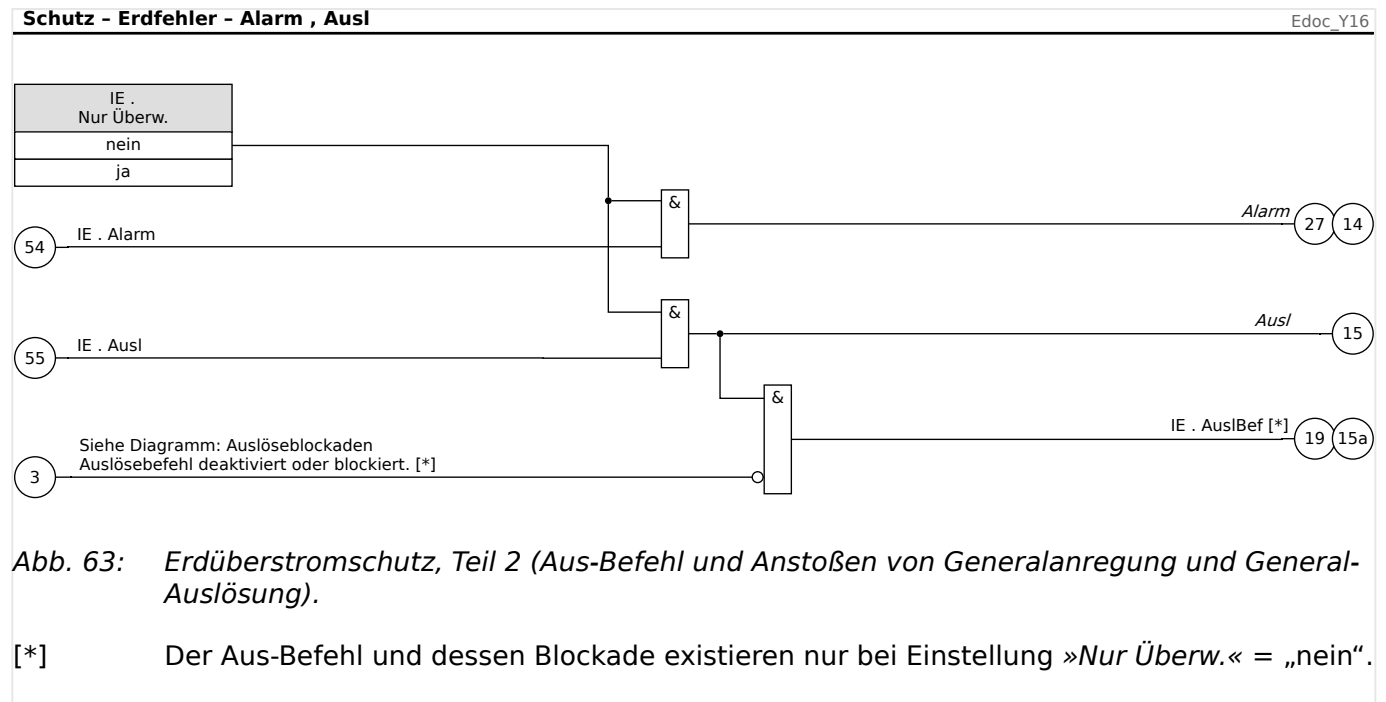 Schutz – Erdfehler – Alarm , Ausl
Edoc_Y16
IE .
Nur Überw.
nein
ja
&
Alarm
27
14
54
IE . Alarm
&
Ausl
15
55
IE . Ausl
&
IE . AuslBef [*]
19
15a
Siehe Diagramm: Auslöseblockaden
Auslösebefehl deaktiviert oder blockiert. [*]
3
Abb. 63: Erdüberstromschutz, Teil 2 (Aus-Befehl und Anstoßen von Generalanregung und General-
Auslösung).
[*] Der Aus-Befehl und dessen Blockade existieren nur bei Einstellung »Nur Überw.« = „nein“.